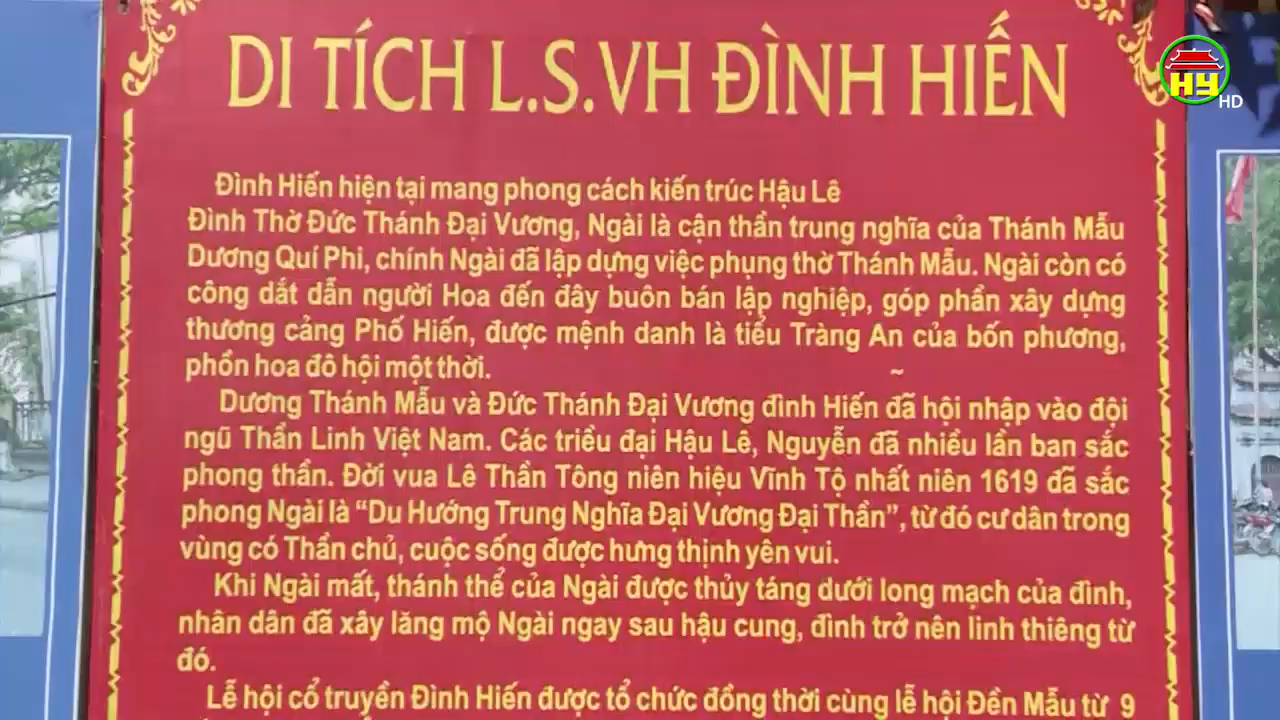 DI TÍCH L.S.VH ĐÌNH HIẾN
HY
HD
Đình Hiến hiện tại mang phong cách kiến trúc Hậu Lê
Đình Thờ Đức Thánh Đại Vương, Ngài là cận thần trung nghĩa của Thánh Mẫu
Dương Quí Phi, chính Ngài đã lập dựng việc phụng thờ Thánh Mẫu. Ngài còn có
công dắt dẫn người Hoa đến đây buôn bán lập nghiệp, góp phần xây dựng
thương cảng Phố Hiến, được mệnh danh là tiểu Tràng An của bốn phương,
phồn hoa đô hội một thời.
Dương Thánh Mẫu và Đức Thánh Đại Vương đình Hiến đã hội nhập vào đội
ngũ Thần Linh Việt Nam. Các triều đại Hậu Lê, Nguyễn đã nhiều lần ban sắc
phong thần. Đời vua Lê Thần Tông niên hiệu Vĩnh Tộ nhất niên 1619 đã sắc
phong Ngài là “Du Hướng Trung Nghĩa Đại Vương Đại Thần”, từ đó cư dân trong
vùng có Thần chủ, cuộc sống được hưng thịnh yên vui.
Khi Ngài mất, thánh thể của Ngài được thủy táng dưới long mạch của đình,
nhân dân đã xây lăng mộ Ngài ngay sau hậu cung, đình trở nên linh thiêng từ
đó.
Lễ hội cổ truyền Đình Hiến được tổ chức đồng thời cùng lễ hội Đền Mẫu từ 9